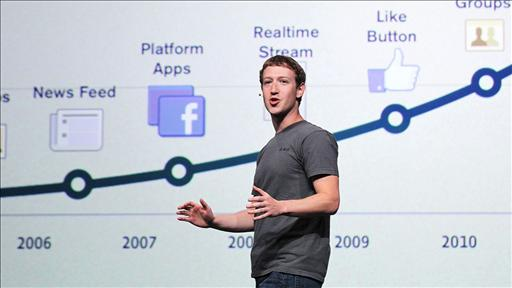 Groups
Like
Button
Realtime
Stream
Platform
Apps
News Feed
f
2006
2007
2009
2010